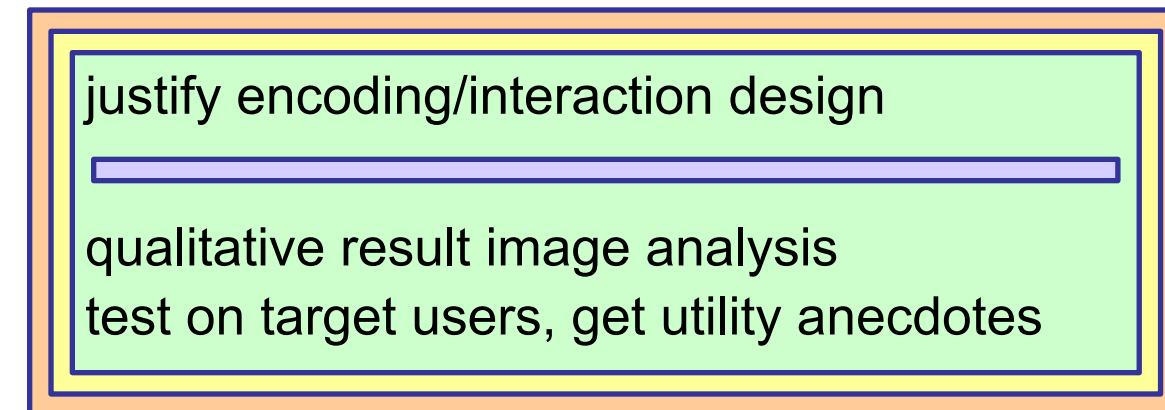 justify encoding/interaction design
qualitative result image analysis
test on target users, get utility anecdotes